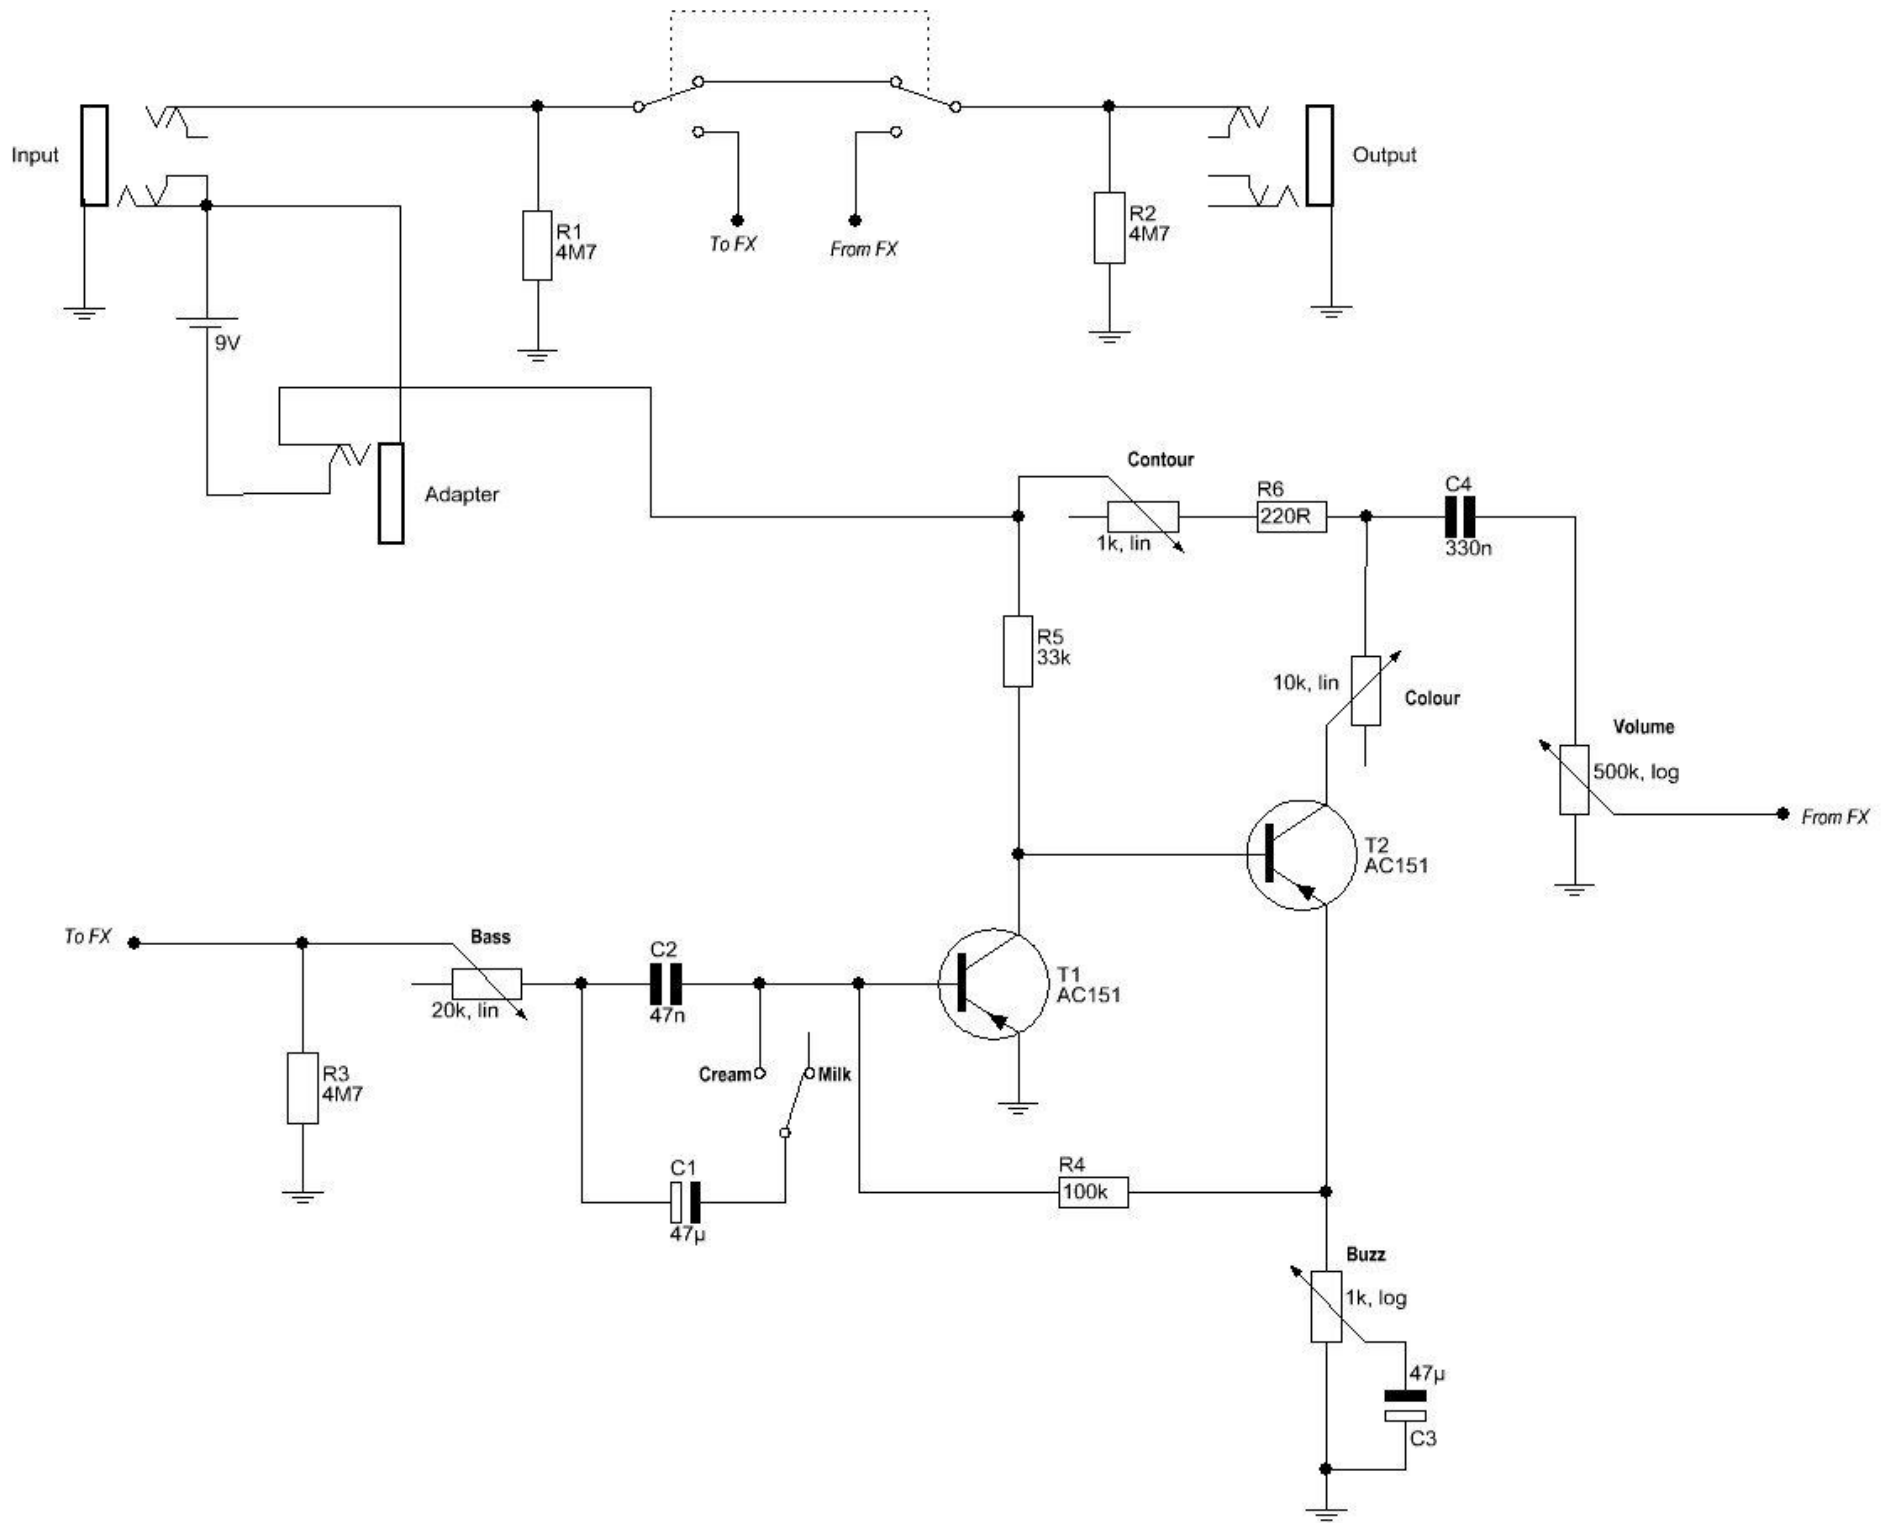 Input
Output
R1
4M7
To FX
From FX
R2
4M7
9V
Adapter
Contour
1k, lin
R6
220R
C4
330n
R5
33k
10k, lin
Colour
Volume
500k, log
From FX
T2
AC151
To FX
Bass
20k, lin
C2
47n
T1
AC151
R3
4M7
Cream
Milk
C1
47µ
R4
100k
Buzz
1k, log
47µ
C3